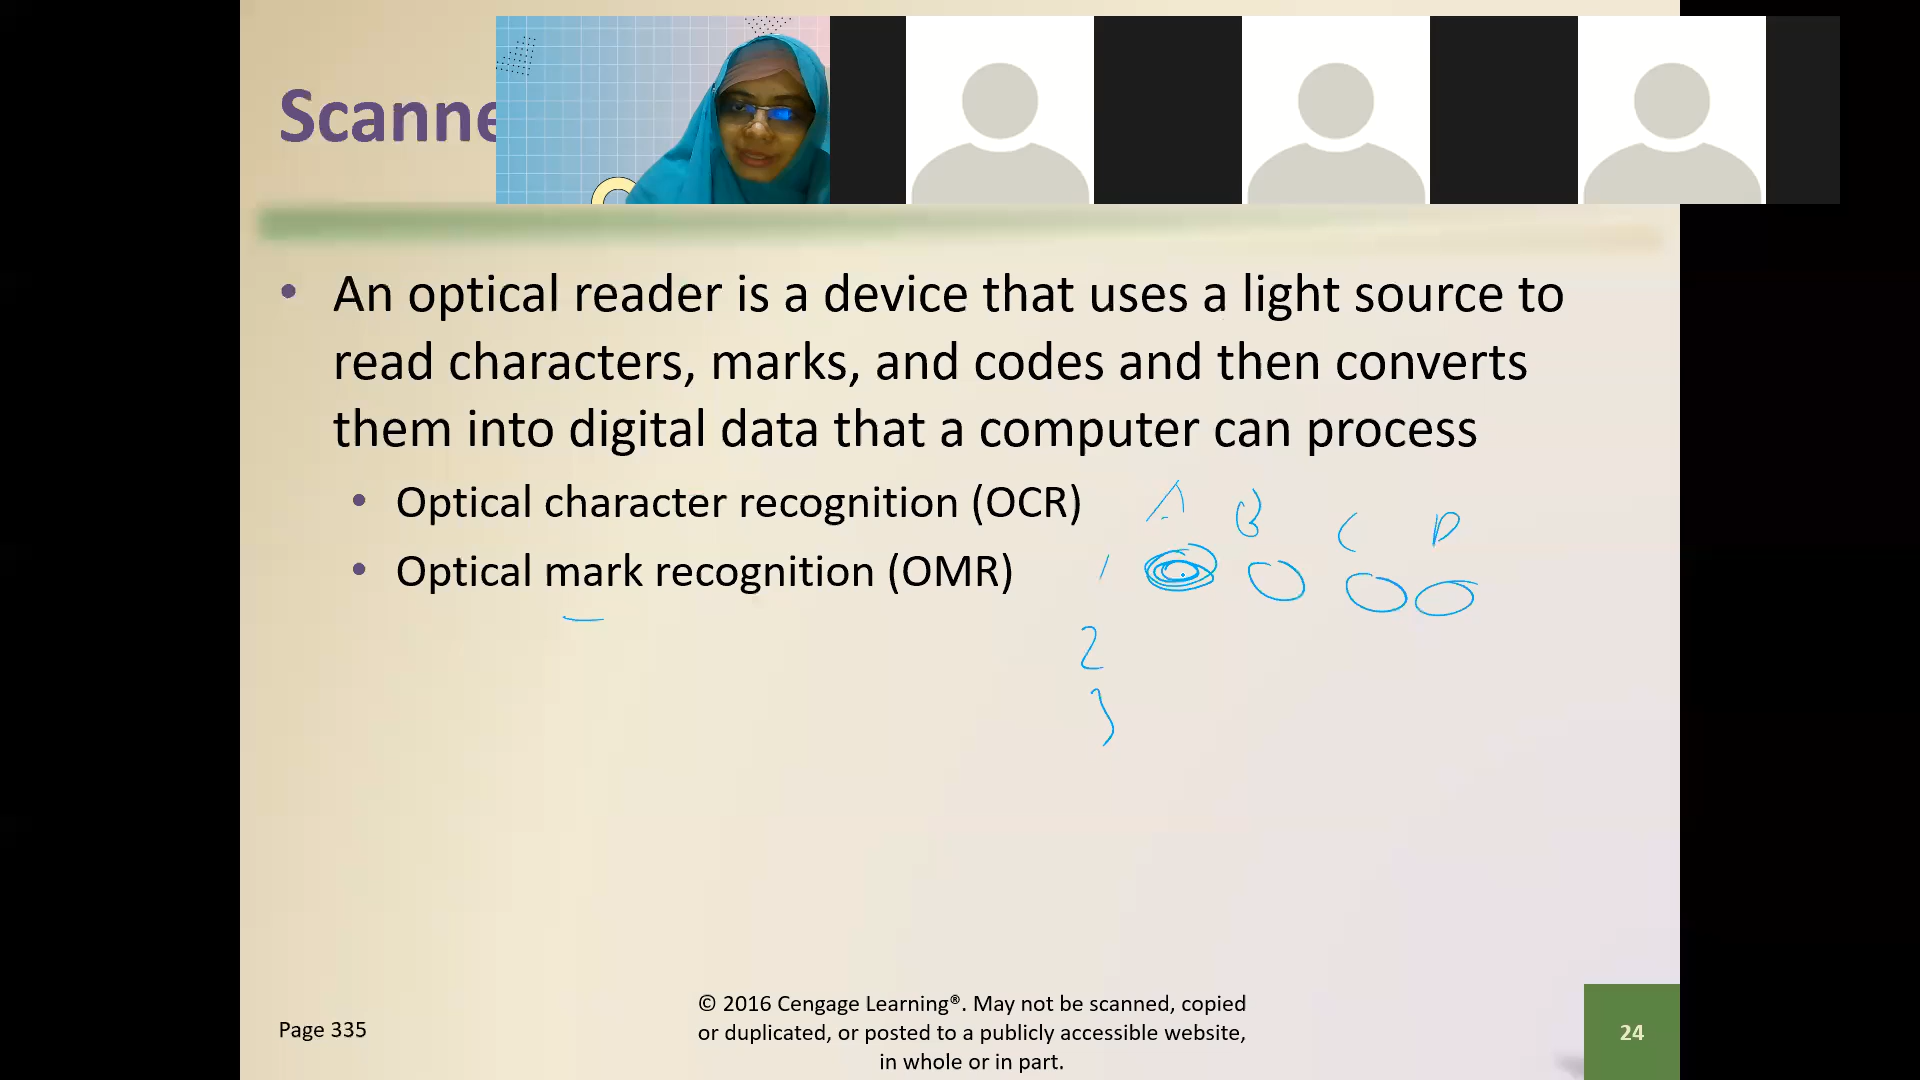 Scanne
• An optical reader is a device that uses a light source to
read characters, marks, and codes and then converts
them into digital data that a computer can process
• Optical character recognition (OCR)
• Optical mark recognition (OMR)
A B C D
1
2
3
Page 335
© 2016 Cengage Learning®. May not be scanned, copied
or duplicated, or posted to a publicly accessible website,
in whole or in part.
24